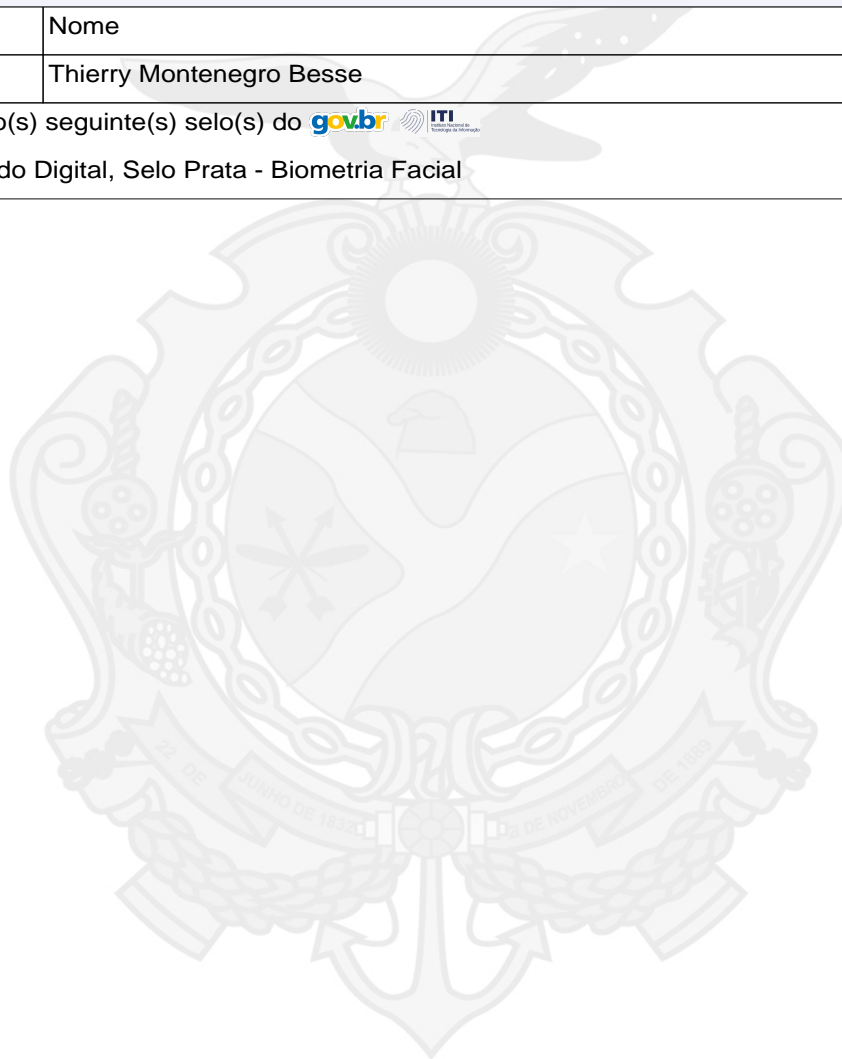 Nome
Thierry Montenegro Besse
o(s) seguinte(s) selo(s) do gov.br ITI
do Digital, Selo Prata - Biometria Facial
22 DE JUNHO DE 1832
DE NOVEMBRO DE 1889